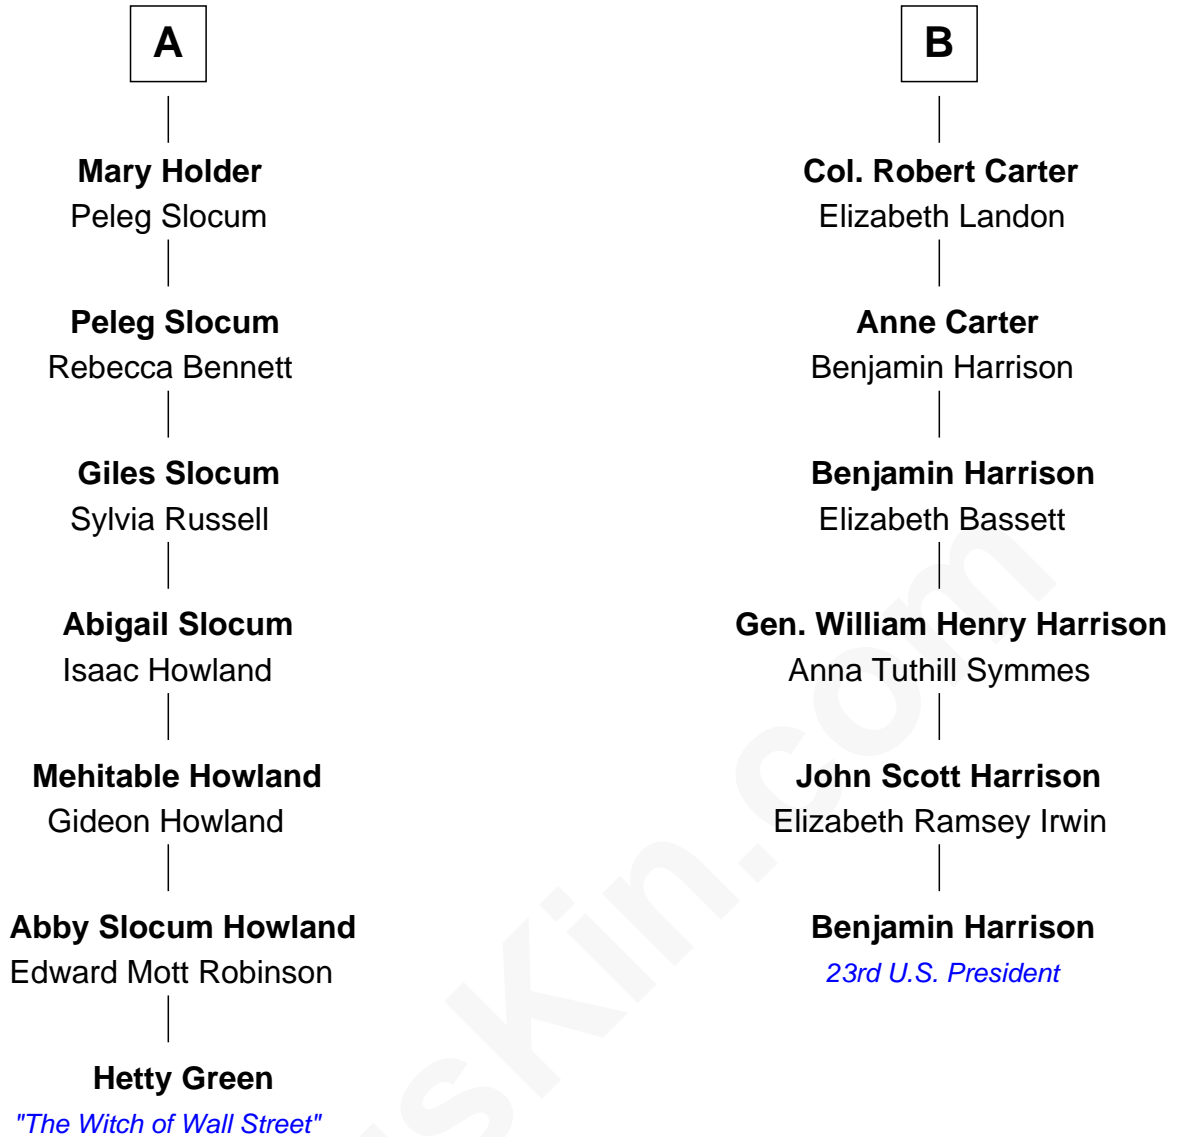 A
Mary Holder
Peleg Slocum
Peleg Slocum
Rebecca Bennett
Giles Slocum
Sylvia Russell
Abigail Slocum
Isaac Howland
Mehitable Howland
Gideon Howland
Abby Slocum Howland
Edward Mott Robinson
Hetty Green
"The Witch of Wall Street"
B
Col. Robert Carter
Elizabeth Landon
Anne Carter
Benjamin Harrison
Benjamin Harrison
Elizabeth Bassett
Gen. William Henry Harrison
Anna Tuthill Symmes
John Scott Harrison
Elizabeth Ramsey Irwin
Benjamin Harrison
23rd U.S. President
sKin.com